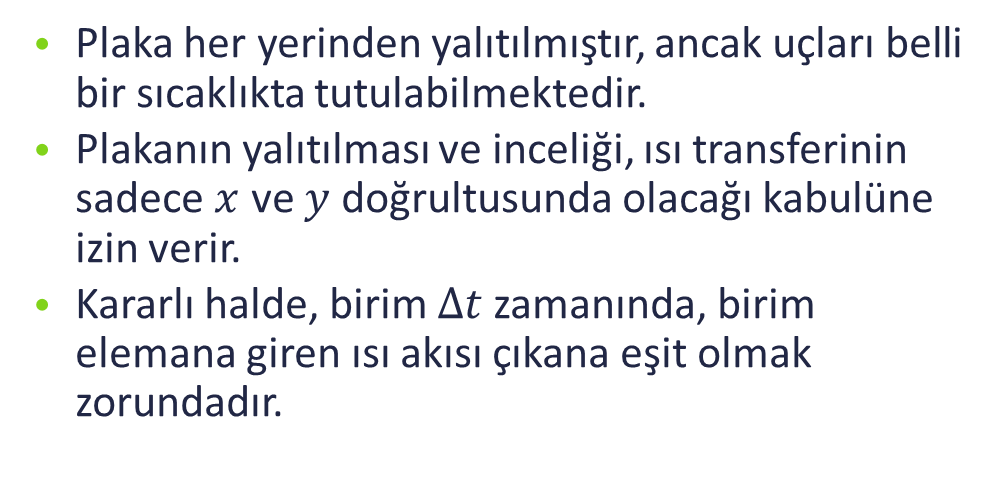 • Plaka her yerinden yalıtılmıştır, ancak uçları belli
bir sıcaklıkta tutulabilmektedir.
• Plakanın yalıtılması ve inceliği, ısı transferinin
sadece 𝑥 ve 𝑦 doğrultusunda olacağı kabulüne
izin verir.
• Kararlı halde, birim Δ𝑡 zamanında, birim
elemana giren ısı akısı çıkana eşit olmak
zorundadır.